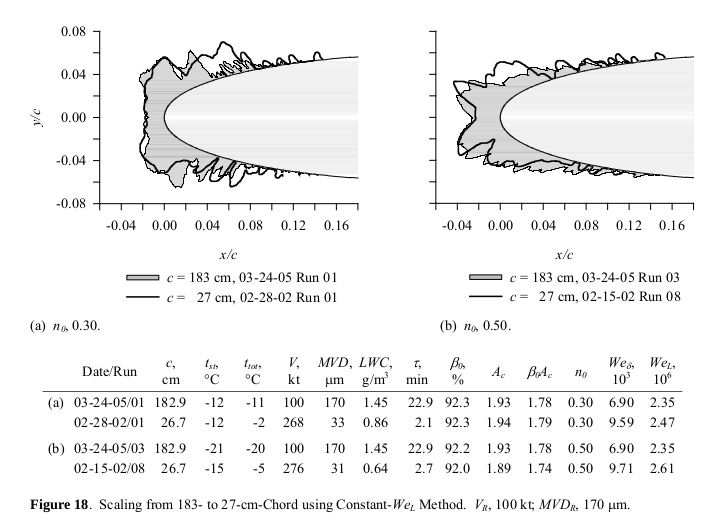 0.08
0.04
0.00
-0.04
-0.08
y/c
-0.04 0.00 0.04 0.08 0.12 0.16
-0.04 0.00 0.04 0.08 0.12 0.16
x/c
x/c
c = 183 cm, 03-24-05 Run 01
c = 27 cm, 02-28-02 Run 01
c = 183 cm, 03-24-05 Run 03
c = 27 cm, 02-15-02 Run 08
(a) n0, 0.30.
(b) n0, 0.50.
Date/Run c, cm tst, °C ttot, °C V, kt MVD, μm LWC, g/m³ τ, min β0, % Ac β0Ac n0 Weδ, 10³ WeL, 10⁶
(a) 03-24-05/01 182.9 -12 -11 100 170 1.45 22.9 92.3 1.93 1.78 0.30 6.90 2.35
02-28-02/01 26.7 -12 -2 268 33 0.86 2.1 92.3 1.94 1.79 0.30 9.59 2.47
(b) 03-24-05/03 182.9 -21 -20 100 170 1.45 22.9 92.2 1.93 1.78 0.50 6.90 2.35
02-15-02/08 26.7 -15 -5 276 31 0.64 2.7 92.0 1.89 1.74 0.50 9.71 2.61
Figure 18. Scaling from 183- to 27-cm-Chord using Constant-WeL Method. VR, 100 kt; MVDR, 170 μm.